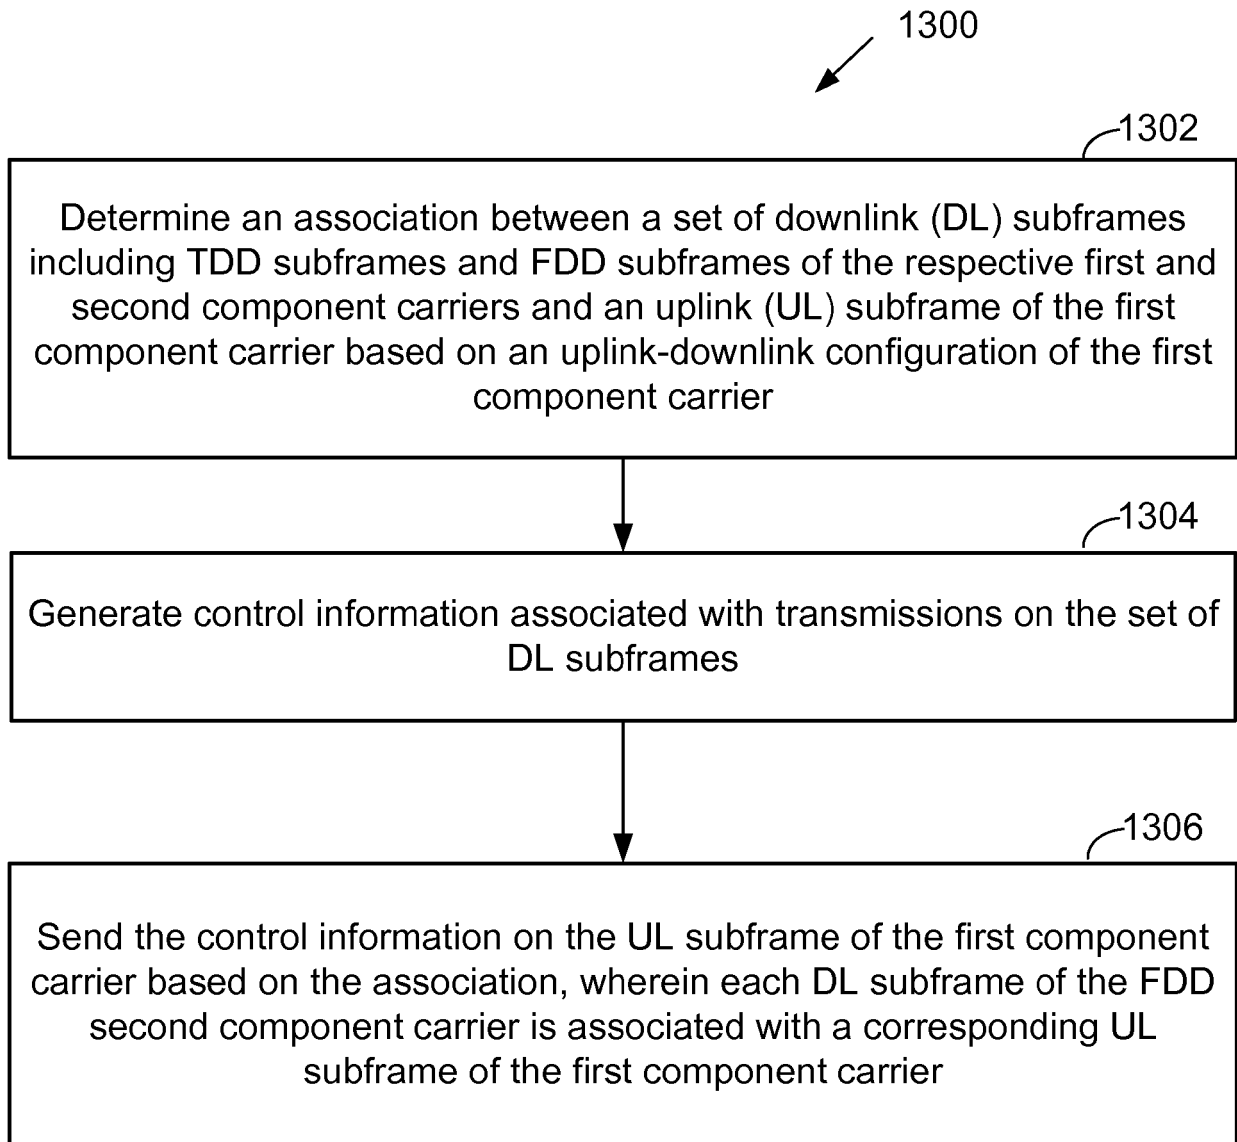 1300
1302
Determine an association between a set of downlink (DL) subframes
including TDD subframes and FDD subframes of the respective first and
second component carriers and an uplink (UL) subframe of the first
component carrier based on an uplink-downlink configuration of the first
component carrier
1304
Generate control information associated with transmissions on the set of
DL subframes
1306
Send the control information on the UL subframe of the first component
carrier based on the association, wherein each DL subframe of the FDD
second component carrier is associated with a corresponding UL
subframe of the first component carrier